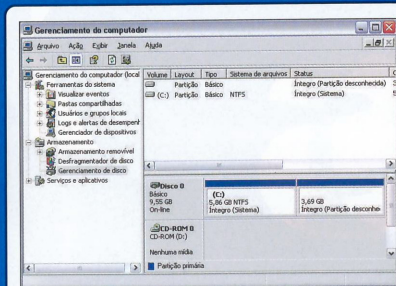 Gerenciamento do computador
Arquivo Ação Exibir Janela Ajuda
Gerenciamento do computador (local
Ferramentas do sistema
Visualizar eventos
Pastas compartilhadas
Usuários e grupos locais
Logs e alertas de desempenh
Gerenciador de dispositivos
Armazenamento
Armazenamento removível
Desfragmentador de disco
Gerenciamento de disco
Serviços e aplicativos
Volume Layout Tipo Sistema de arquivos Status
Partição Básico Íntegro (Partição desconhecida)
(C:) Partição Básico NTFS Íntegro (Sistema)
Disco 0
Básico
9,55 GB
On-line
(C:)
5,86 GB NTFS
Íntegro (Sistema)
3,69 GB
Íntegro (Partição desconhe
CD-ROM 0
CD-ROM (D:)
Nenhuma mídia
Partição primária